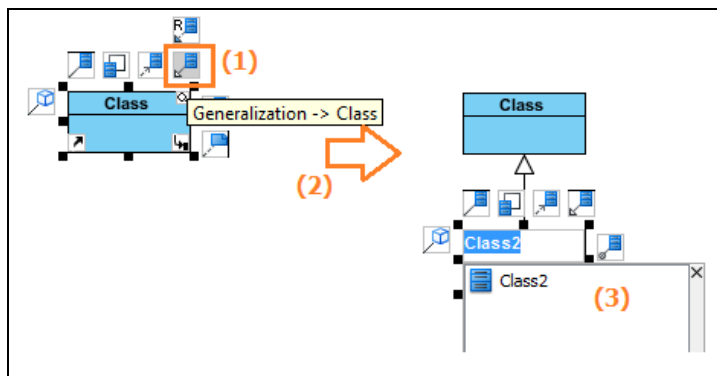 R
(1)
Class
Generalization -> Class
(2)
Class
Class2
Class2
(3)